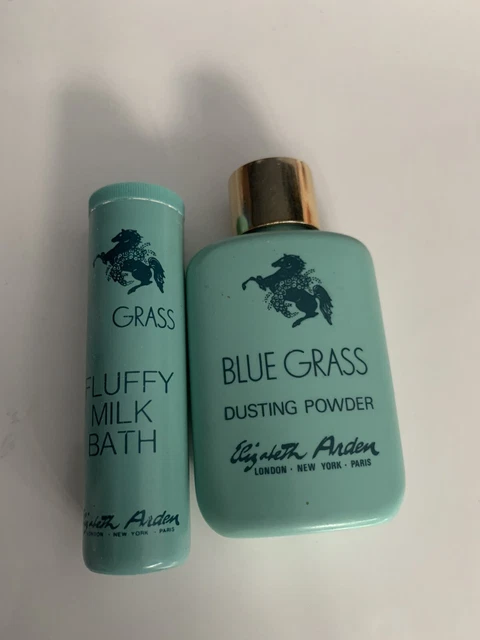 GRASS
FLUFFY
MILK
BATH
Elizabeth Arden
LONDON · NEW YORK · PARIS
BLUE GRASS
DUSTING POWDER
Elizabeth Arden
LONDON · NEW YORK · PARIS